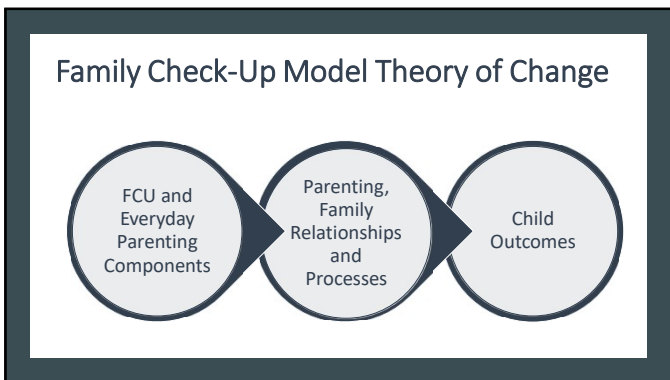 Family Check-Up Model Theory of Change
FCU and
Everyday
Parenting
Components
Parenting,
Family
Relationships
and
Processes
Child
Outcomes